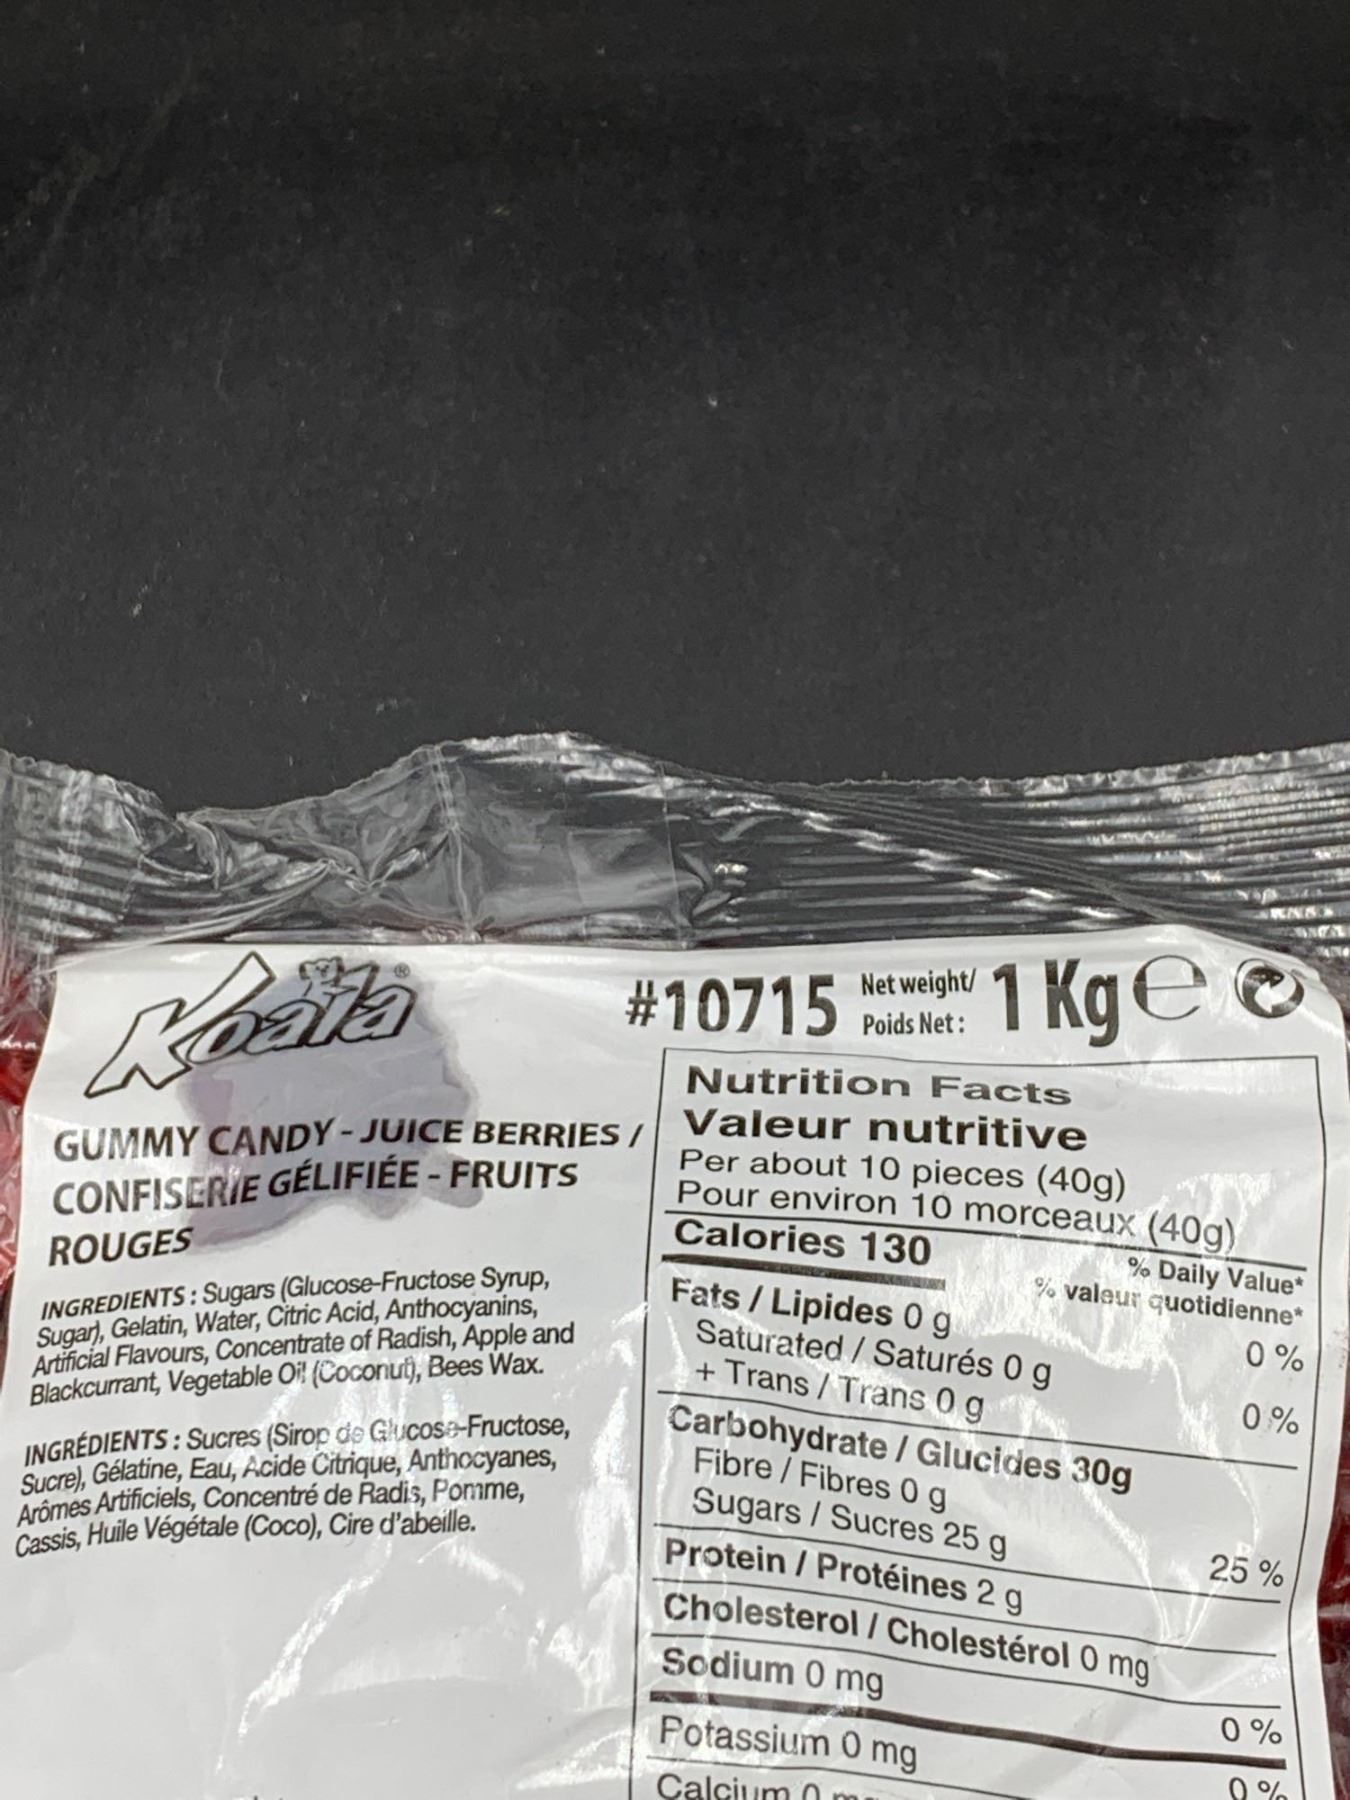 Koala®
#10715 Net weight/ Poids Net : 1 Kg e
GUMMY CANDY - JUICE BERRIES /
CONFISERIE GÉLIFIÉE - FRUITS
ROUGES
INGREDIENTS : Sugars (Glucose-Fructose Syrup,
Sugar), Gelatin, Water, Citric Acid, Anthocyanins,
Artificial Flavours, Concentrate of Radish, Apple and
Blackcurrant, Vegetable Oil (Coconut), Bees Wax.
INGRÉDIENTS : Sucres (Sirop de Glucose-Fructose,
Sucre), Gélatine, Eau, Acide Citrique, Anthocyanes,
Arômes Artificiels, Concentré de Radis, Pomme,
Cassis, Huile Végétale (Coco), Cire d'abeille.
Nutrition Facts
Valeur nutritive
Per about 10 pieces (40g)
Pour environ 10 morceaux (40g)
Calories 130
% Daily Value*
% valeur quotidienne*
Fats / Lipides 0 g 0 %
Saturated / Saturés 0 g
+ Trans / Trans 0 g 0 %
Carbohydrate / Glucides 30g
Fibre / Fibres 0 g
Sugars / Sucres 25 g 25 %
Protein / Protéines 2 g
Cholesterol / Cholestérol 0 mg
Sodium 0 mg 0 %
Potassium 0 mg 0 %
Calcium 0